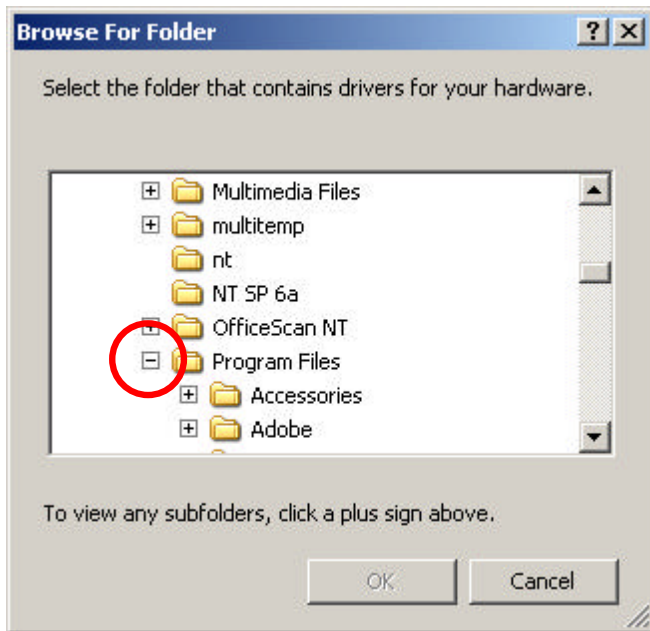 Browse For Folder
Select the folder that contains drivers for your hardware.
Multimedia Files
multitemp
nt
NT SP 6a
OfficeScan NT
Program Files
Accessories
Adobe
To view any subfolders, click a plus sign above.
OK Cancel